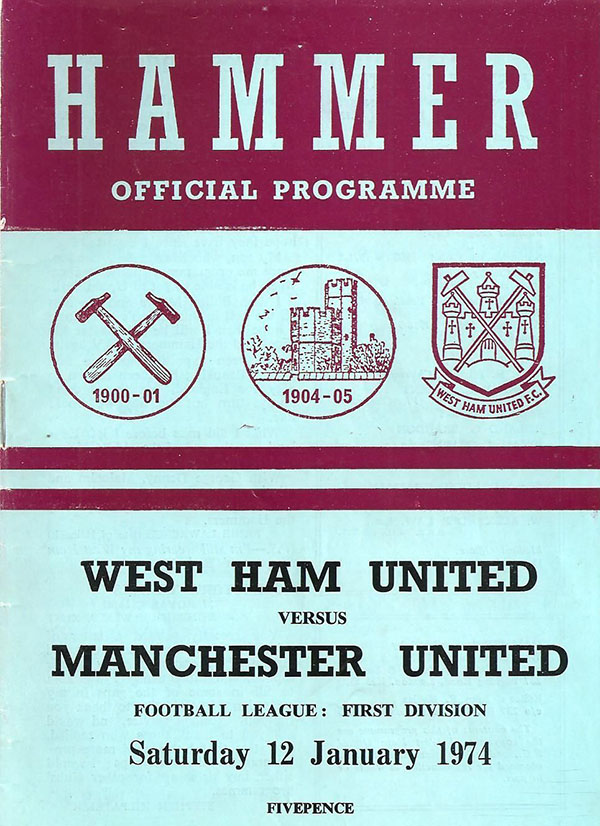 HAMMER
OFFICIAL PROGRAMME
1900-01
1904-05
WEST HAM UNITED F.C.
WEST HAM UNITED
VERSUS
MANCHESTER UNITED
FOOTBALL LEAGUE: FIRST DIVISION
Saturday 12 January 1974
FIVEPENCE